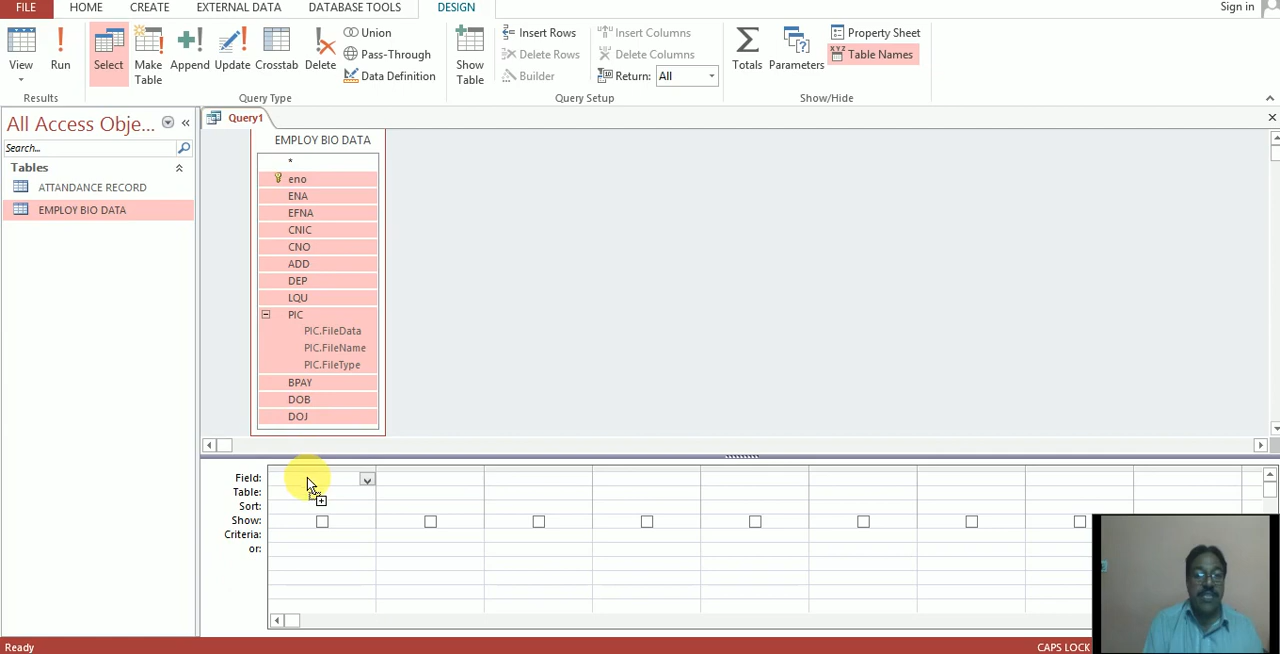 FILE HOME CREATE EXTERNAL DATA DATABASE TOOLS DESIGN Sign in
View Run Select Make Table Append Update Crosstab Delete
Union
Pass-Through
Data Definition
Show Table
Insert Rows
Delete Rows
Builder
Insert Columns
Delete Columns
Return: All
Totals Parameters
Property Sheet
XYZ Table Names
Results Query Type Query Setup Show/Hide
All Access Obje...
Search...
Tables
ATTANDANCE RECORD
EMPLOY BIO DATA
Query1
EMPLOY BIO DATA
*
eno
ENA
EFNA
CNIC
CNO
ADD
DEP
LQU
PIC
PIC.FileData
PIC.FileName
PIC.FileType
BPAY
DOB
DOJ
Field:
Table:
Sort:
Show:
Criteria:
or:
Ready CAPS LOCK